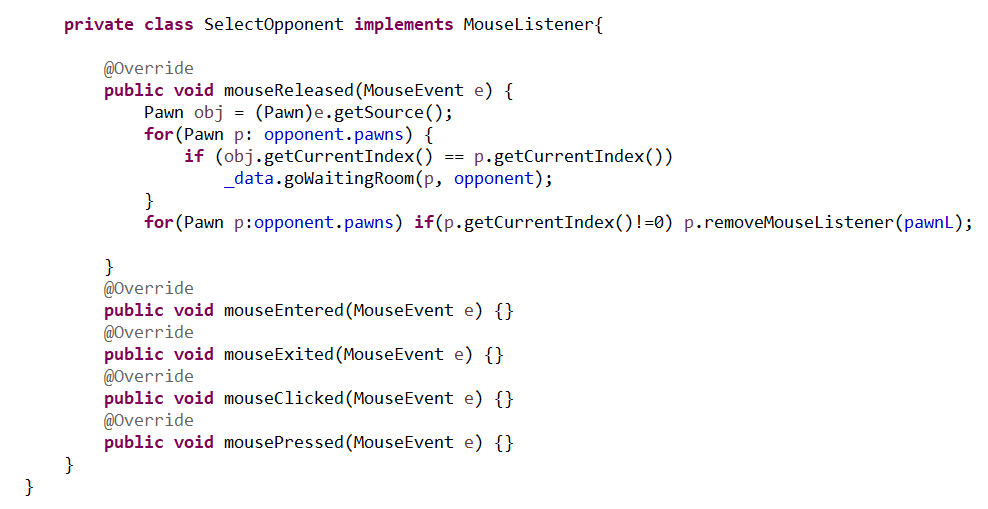 private class SelectOpponent implements MouseListener{
@Override
public void mouseReleased(MouseEvent e) {
Pawn obj = (Pawn)e.getSource();
for(Pawn p: opponent.pawns) {
if (obj.getCurrentIndex() == p.getCurrentIndex())
_data.goWaitingRoom(p, opponent);
}
for(Pawn p:opponent.pawns) if(p.getCurrentIndex()!=0) p.removeMouseListener(pawnL);
}
@Override
public void mouseEntered(MouseEvent e) {}
@Override
public void mouseExited(MouseEvent e) {}
@Override
public void mouseClicked(MouseEvent e) {}
@Override
public void mousePressed(MouseEvent e) {}
}
}